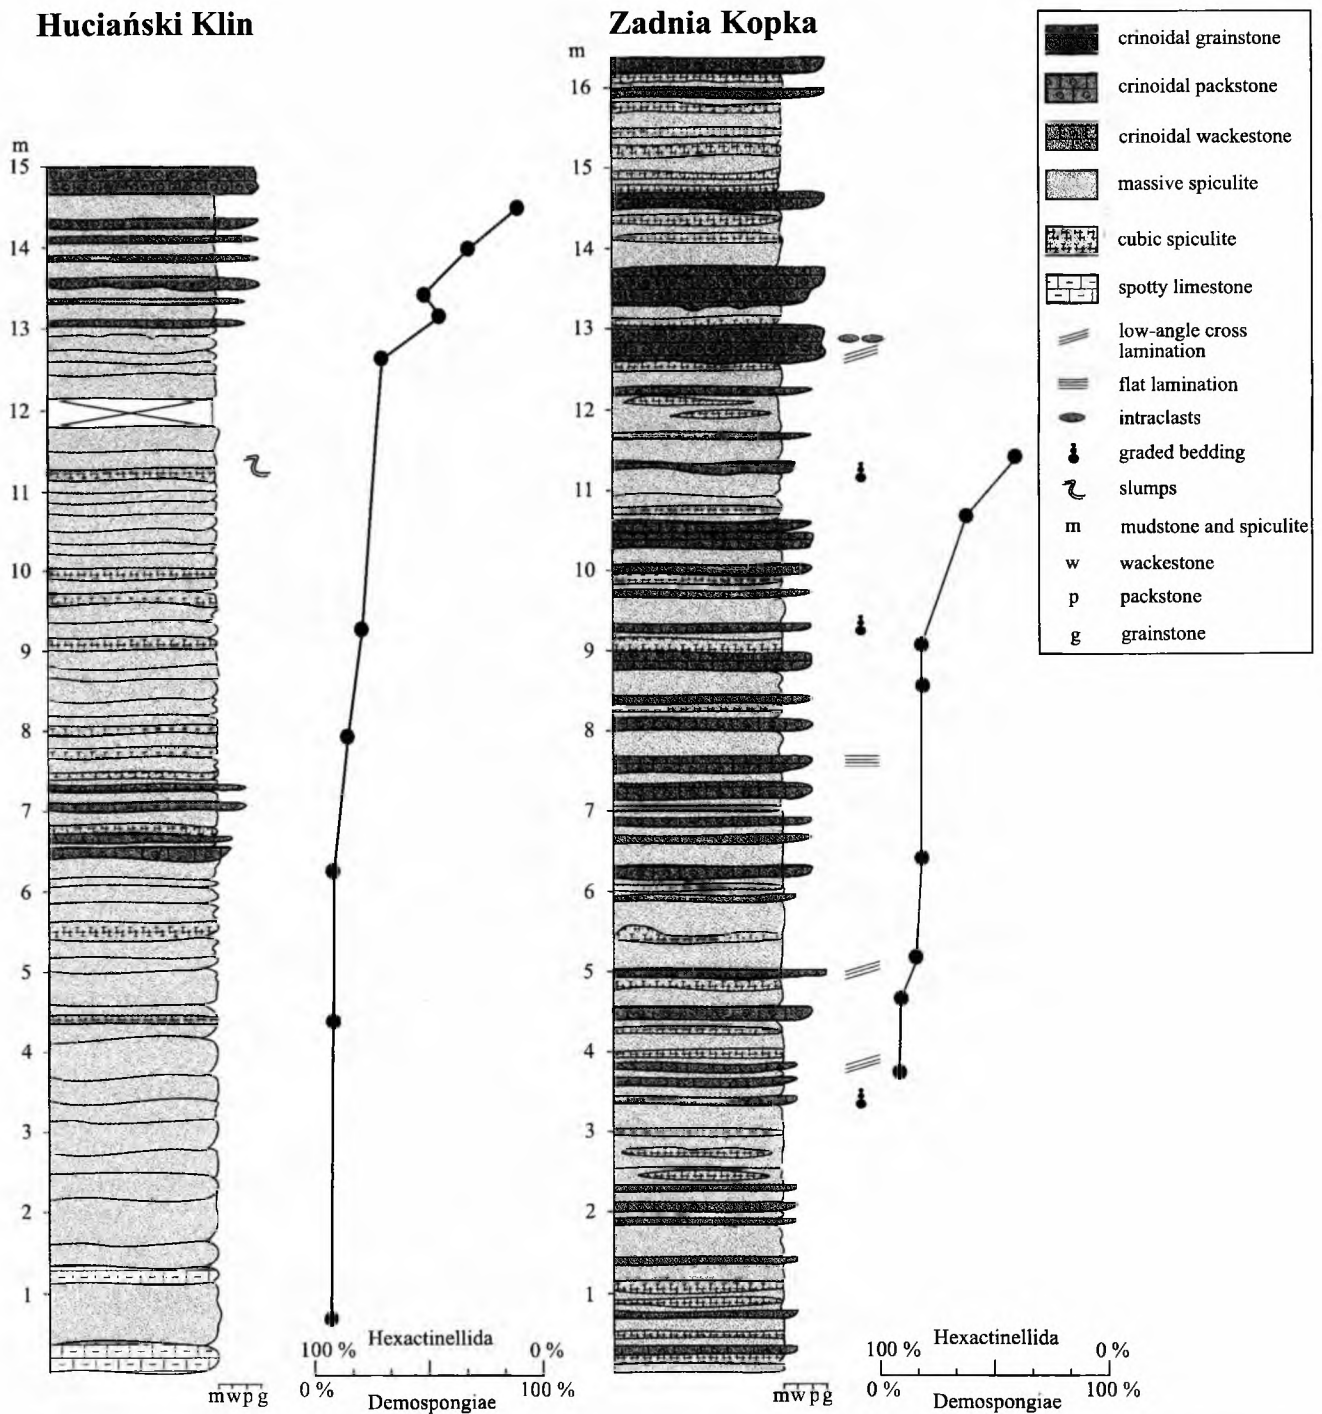 Huciański Klin
Zadnia Kopka
m
15
14
13
12
11
10
9
8
7
6
5
4
3
2
1
m w p g
Hexactinellida
100 % 0 %
0 % 100 %
Demospongiae
m
16
15
14
13
12
11
10
9
8
7
6
5
4
3
2
1
m w p g
Hexactinellida
100 % 0 %
0 % 100 %
Demospongiae
crinoidal grainstone
crinoidal packstone
crinoidal wackestone
massive spiculite
cubic spiculite
spotty limestone
low-angle cross
lamination
flat lamination
intraclasts
graded bedding
slumps
m mudstone and spiculite
w wackestone
p packstone
g grainstone